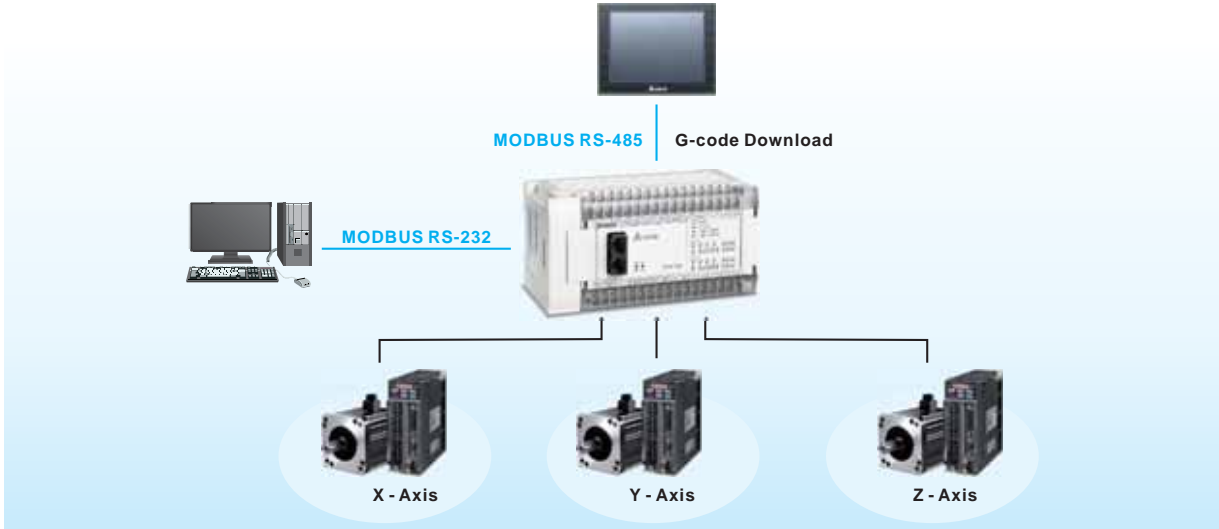 MODBUS RS-485
G-code Download
MODBUS RS-232
X - Axis
Y - Axis
Z - Axis